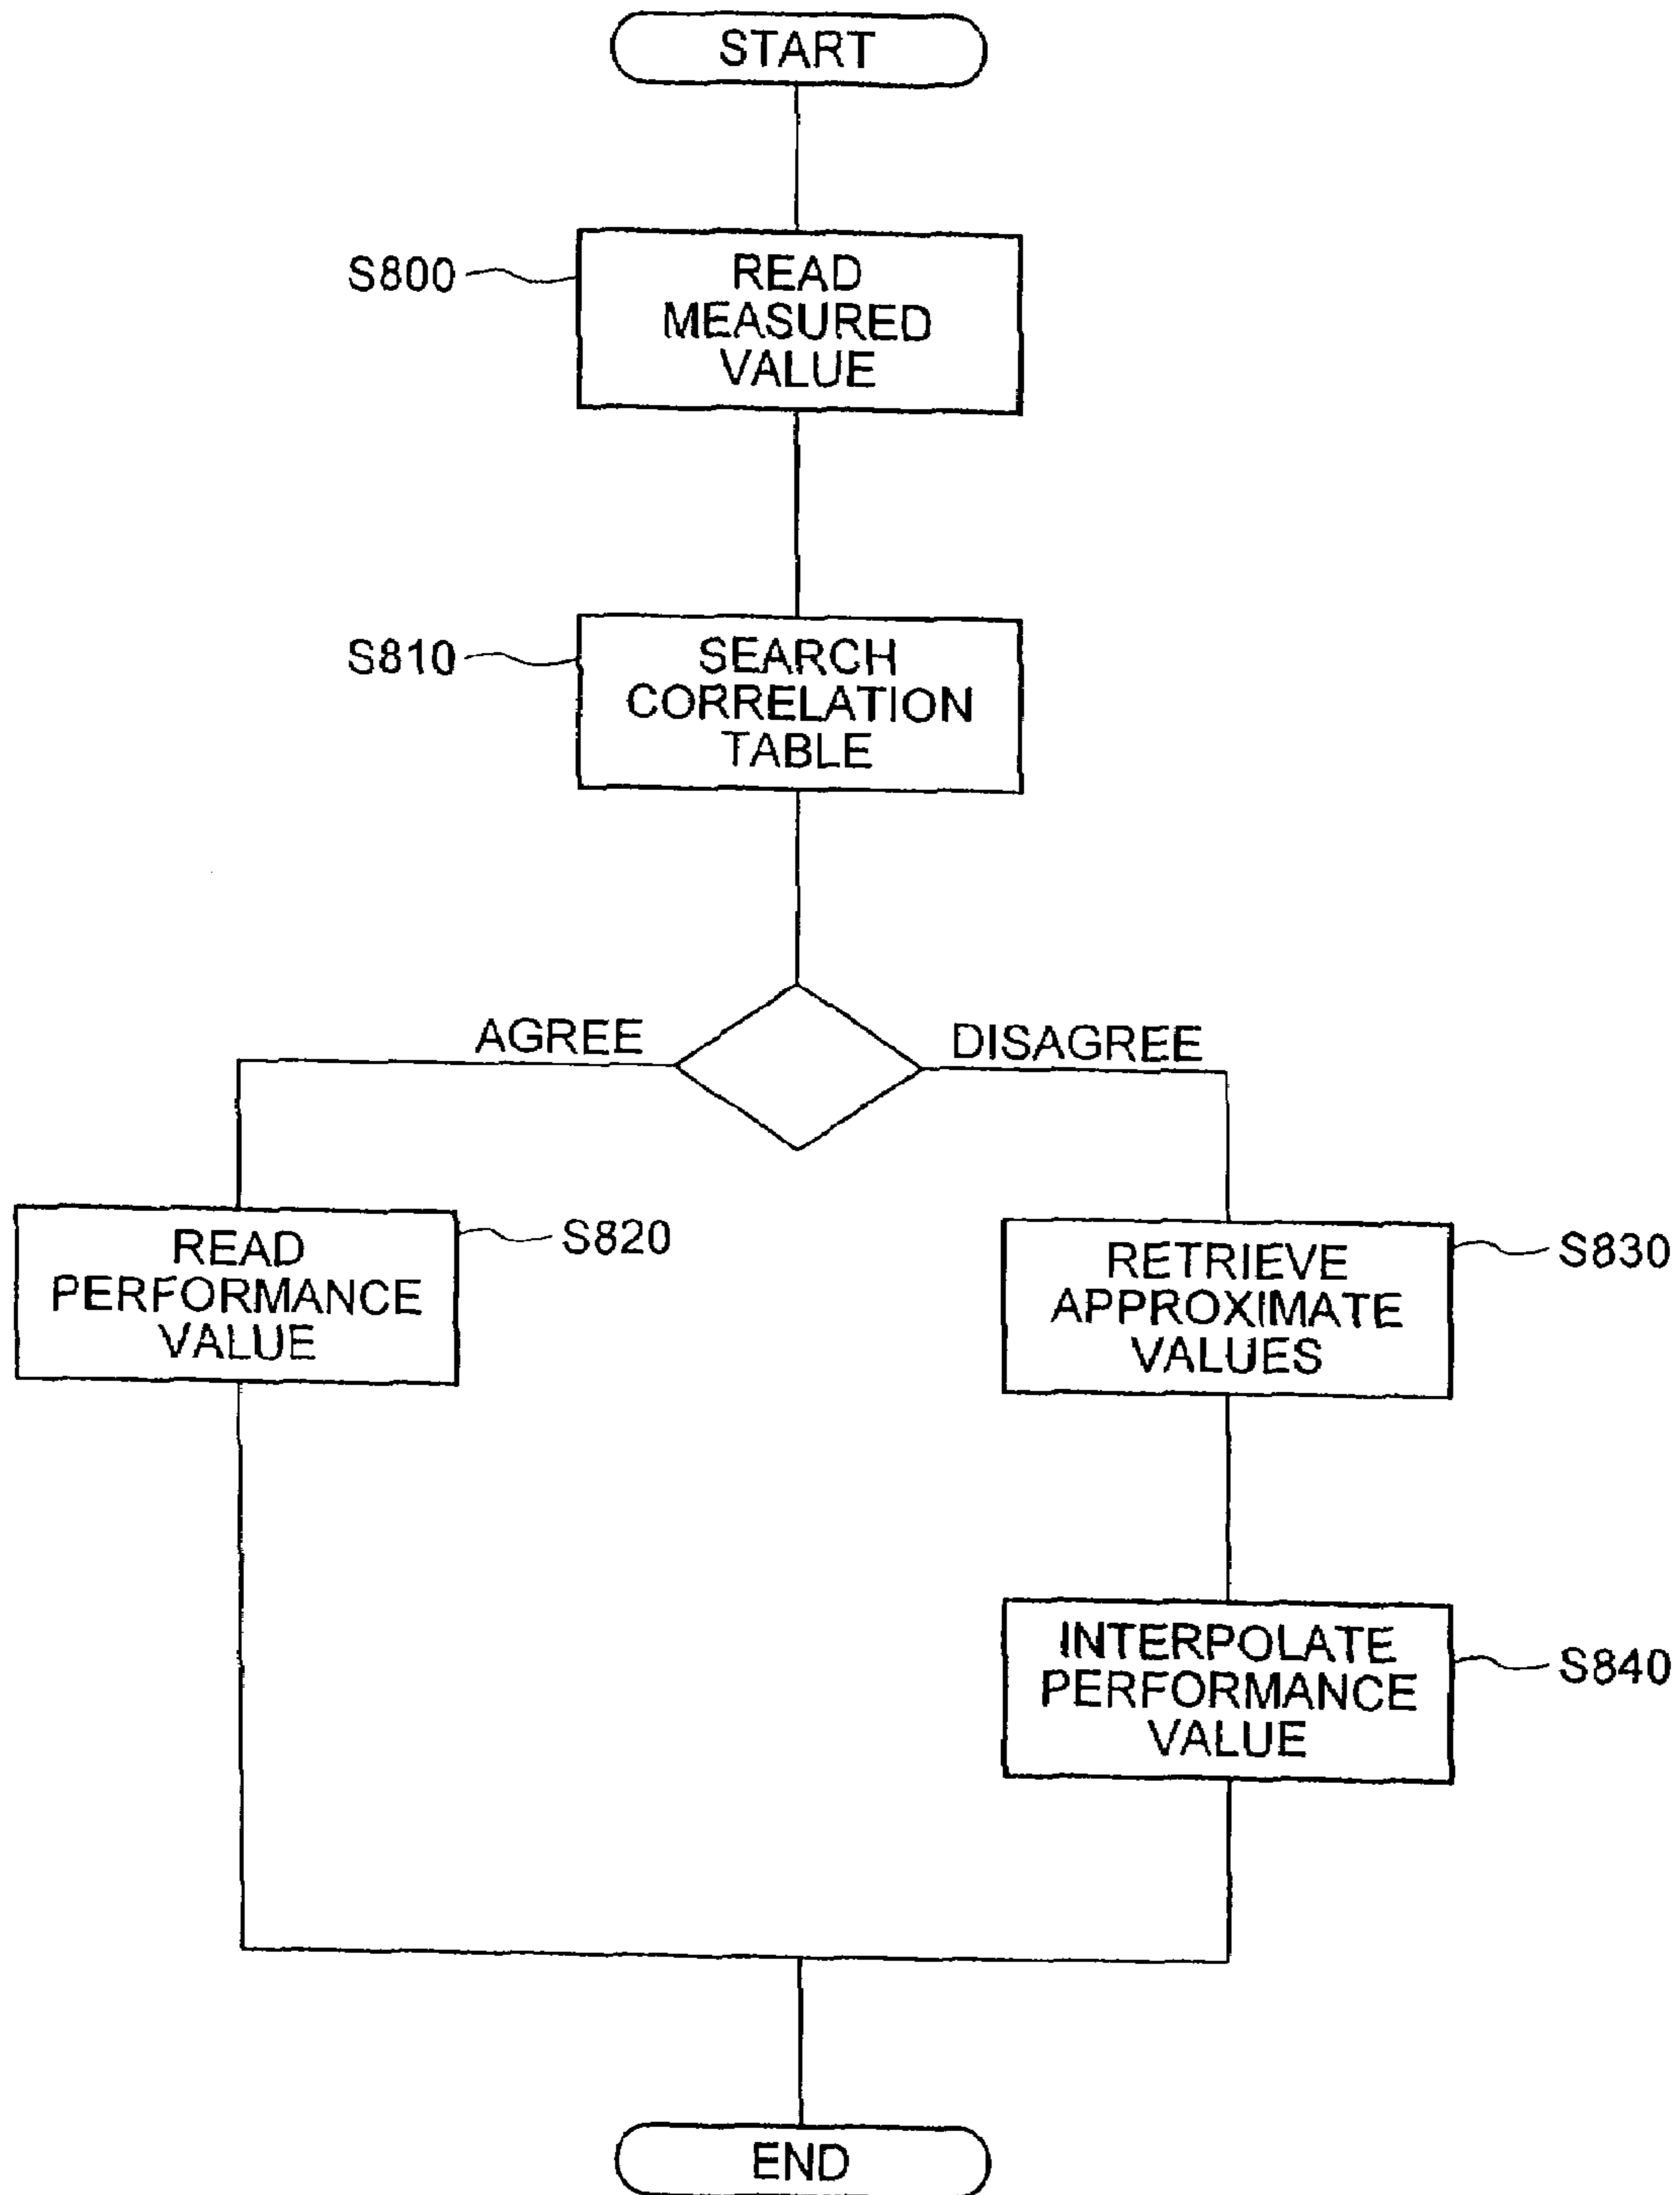 START
S800
READ
MEASURED
VALUE
S810
SEARCH
CORRELATION
TABLE
AGREE
DISAGREE
READ
PERFORMANCE
VALUE
S820
RETRIEVE
APPROXIMATE
VALUES
S830
INTERPOLATE
PERFORMANCE
VALUE
S840
END